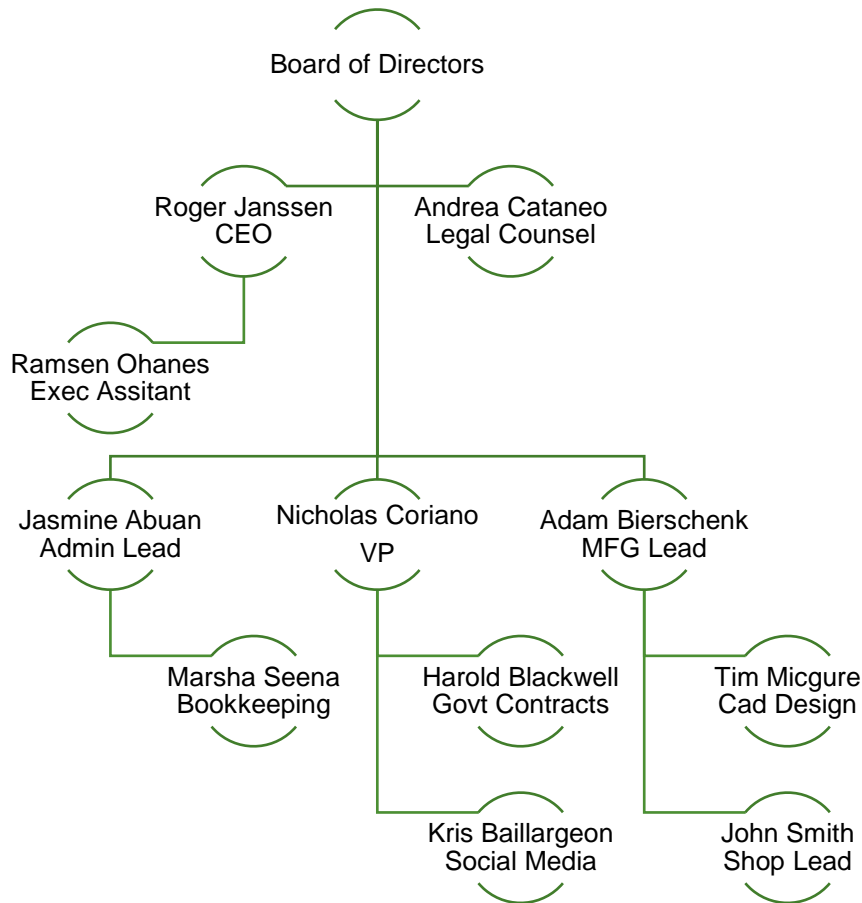 Board of Directors
Roger Janssen
CEO
Andrea Cataneo
Legal Counsel
Ramsen Ohanes
Exec Assitant
Jasmine Abuan
Admin Lead
Nicholas Coriano
VP
Adam Bierschenk
MFG Lead
Marsha Seena
Bookkeeping
Harold Blackwell
Govt Contracts
Tim Micgure
Cad Design
Kris Baillargeon
Social Media
John Smith
Shop Lead